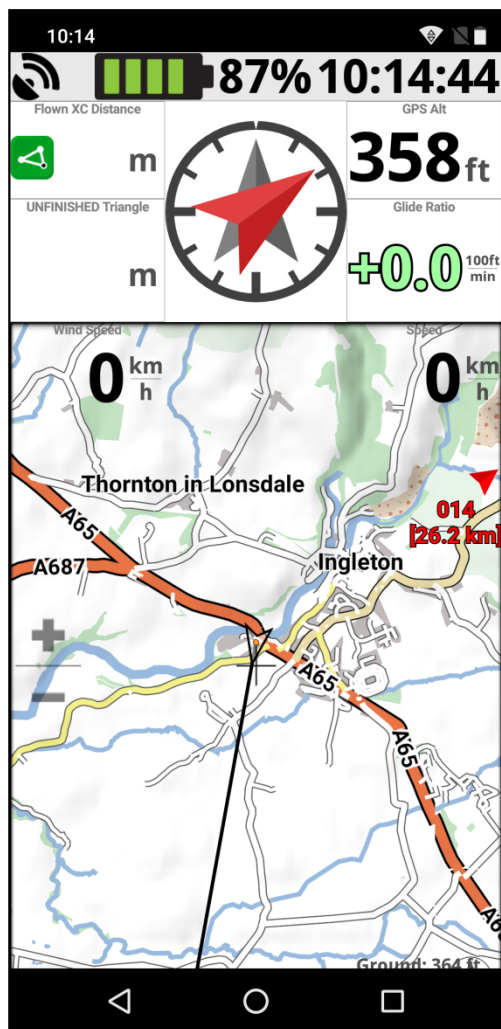 10:14
87% 10:14:44
Flown XC Distance
m
GPS Alt
358 ft
UNFINISHED Triangle
m
Glide Ratio
+0.0 100ft
min
Wind Speed
0 km
h
Speed
0 km
h
Thornton in Lonsdale
014
[26.2 km]
A65
A687
Ingleton
A65
A65
Ground: 364 ft